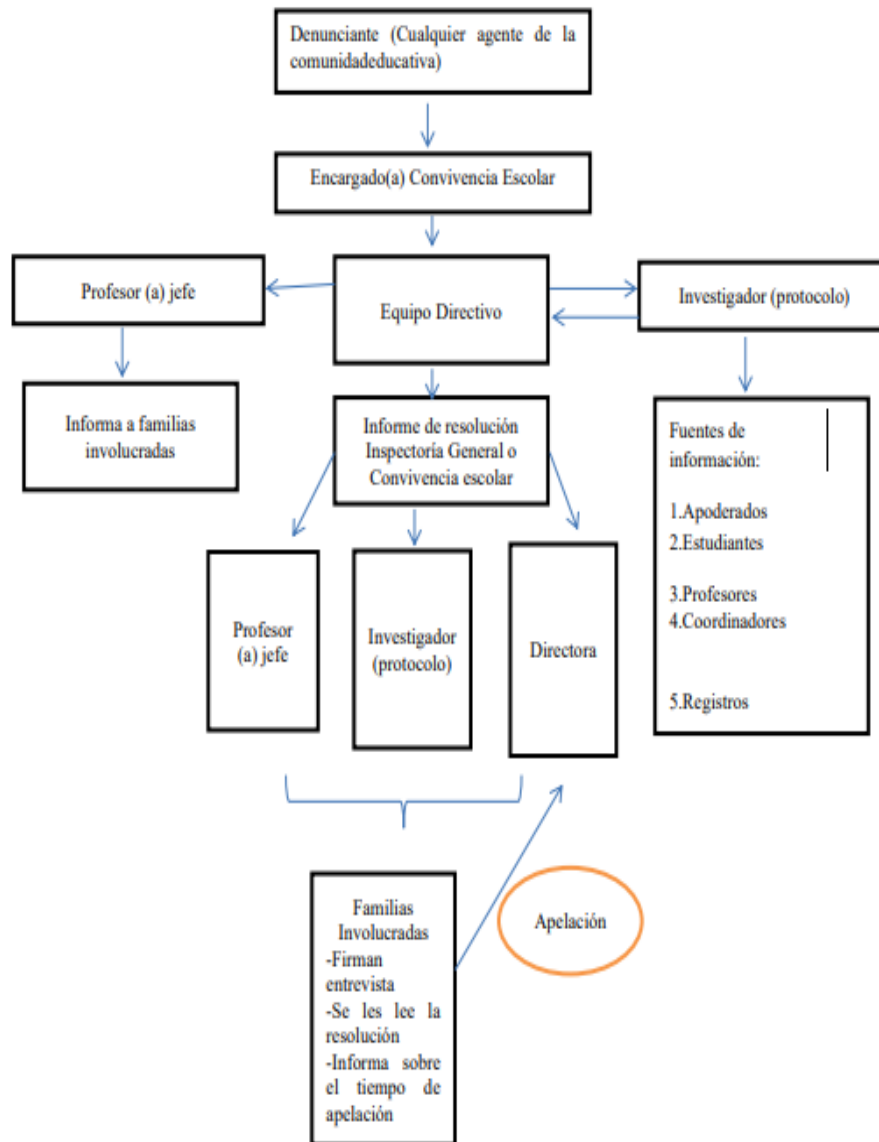 Denunciante (Cualquier agente de la
comunidadeducativa)
Encargado(a) Convivencia Escolar
Profesor (a) jefe
Equipo Directivo
Investigador (protocolo)
Informa a familias
involucradas
Informe de resolución
Inspectoría General o
Convivencia escolar
Fuentes de
información:
1.Apoderados
2.Estudiantes
3.Profesores
4.Coordinadores
5.Registros
Profesor
(a) jefe
Investigador
(protocolo)
Directora
Familias
Involucradas
-Firman
entrevista
-Se les lee la
resolución
-Informa sobre
el tiempo de
apelación
Apelación